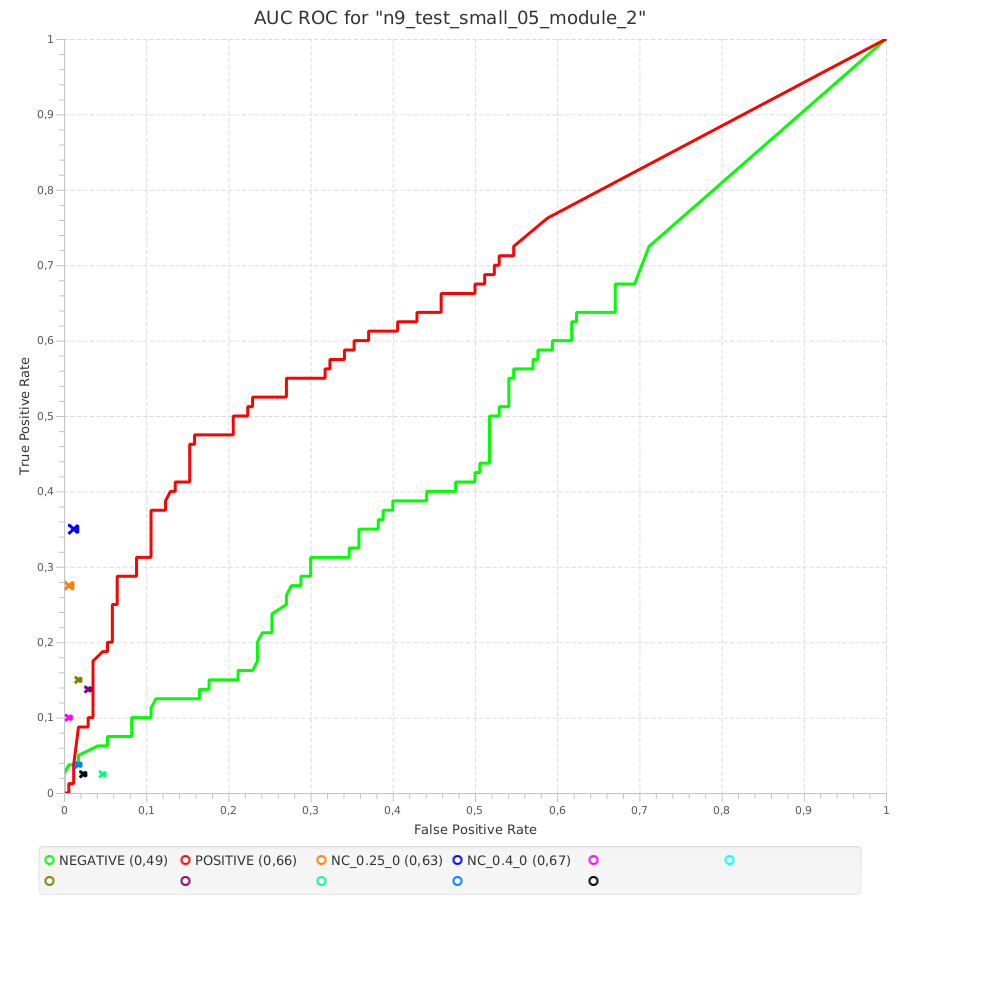 AUC ROC for "n9_test_small_05_module_2"
1
0,9
0,8
0,7
0,6
0,5
0,4
0,3
0,2
0,1
0
True Positive Rate
0 0,1 0,2 0,3 0,4 0,5 0,6 0,7 0,8 0,9 1
False Positive Rate
NEGATIVE (0,49) POSITIVE (0,66) NC_0.25_0 (0,63) NC_0.4_0 (0,67)